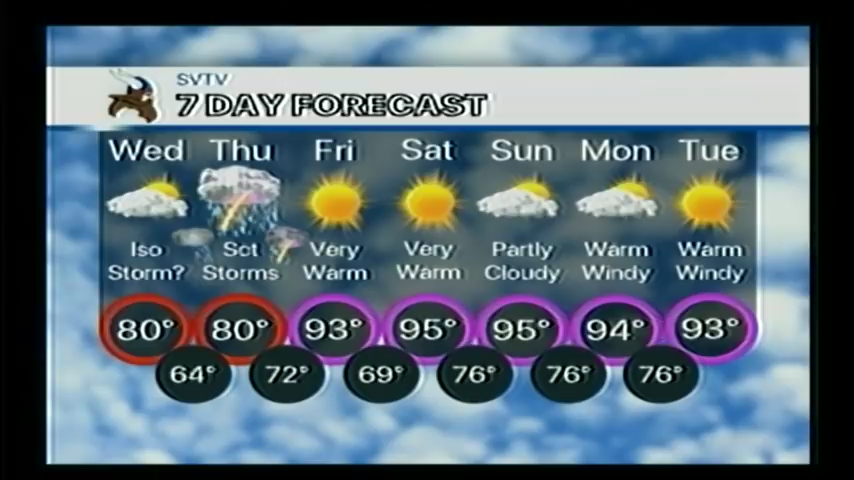 SVTV
7 DAY FORECAST
Wed Thu Fri Sat Sun Mon Tue
Iso Sct Very Very Partly Warm Warm
Storm? Storms Warm Warm Cloudy Windy Windy
80° 80° 93° 95° 95° 94° 93°
64° 72° 69° 76° 76° 76°